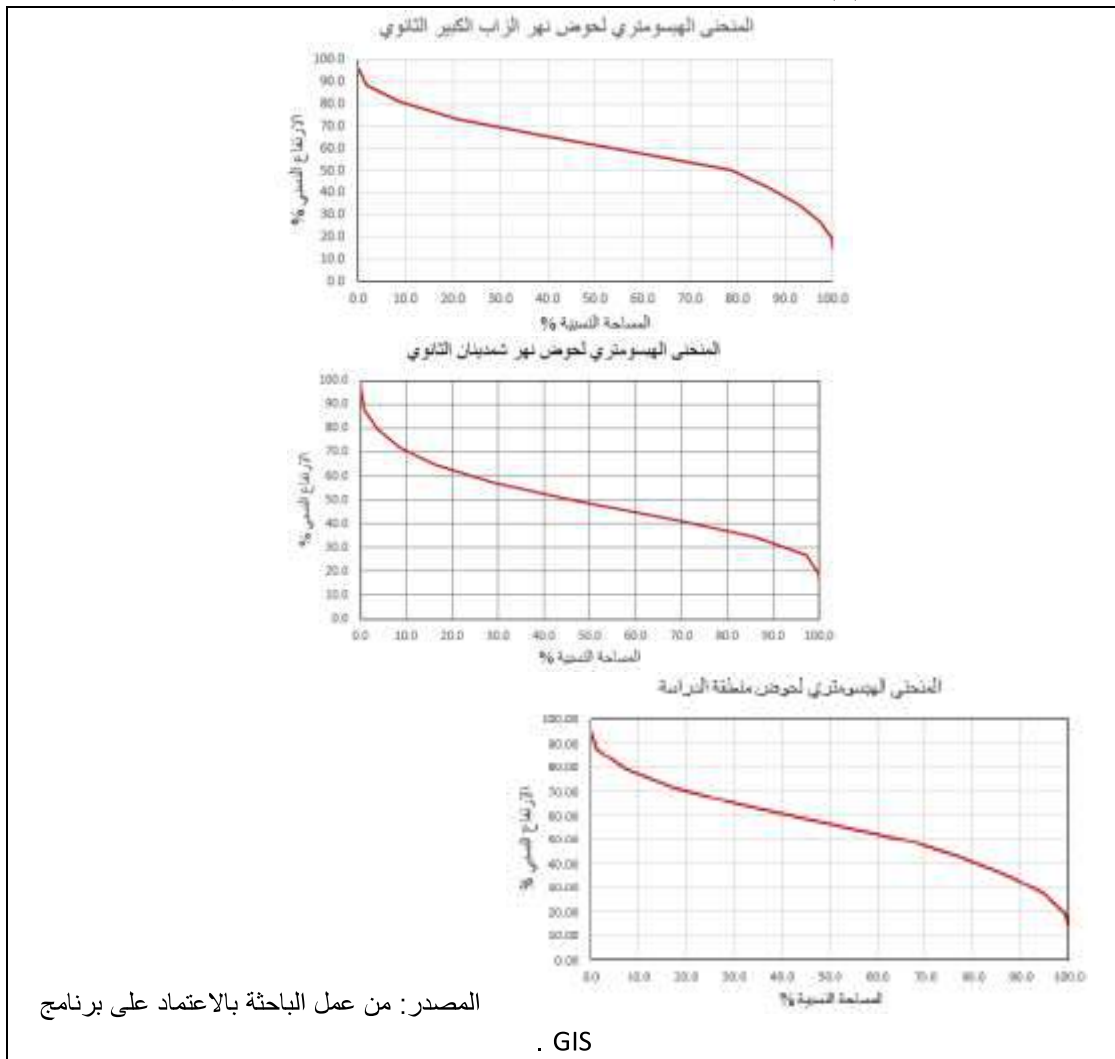 المنحنى الهبسومتري لحوض نهر الزاب الكبير الثانوي
100.0
90.0
80.0
70.0
60.0
50.0
40.0
30.0
20.0
10.0
0.0
الارتفاع النسبي %
0.0 10.0 20.0 30.0 40.0 50.0 60.0 70.0 80.0 90.0 100.0
المساحة النسبية %
المنحنى الهبسومتري لحوض نهر شمدينان الثانوي
100.0
90.0
80.0
70.0
60.0
50.0
40.0
30.0
20.0
10.0
0.0
الارتفاع النسبي %
0.0 10.0 20.0 30.0 40.0 50.0 60.0 70.0 80.0 90.0 100.0
المساحة النسبية %
المنحنى الهبسومتري لحوض منطقة الدراسة
100.00
90.00
80.00
70.00
60.00
50.00
40.00
30.00
20.00
10.00
0.00
الارتفاع النسبي %
0.0 10.0 20.0 30.0 40.0 50.0 60.0 70.0 80.0 90.0 100.0
المساحة النسبية %
المصدر: من عمل الباحثة بالاعتماد على برنامج
GIS .